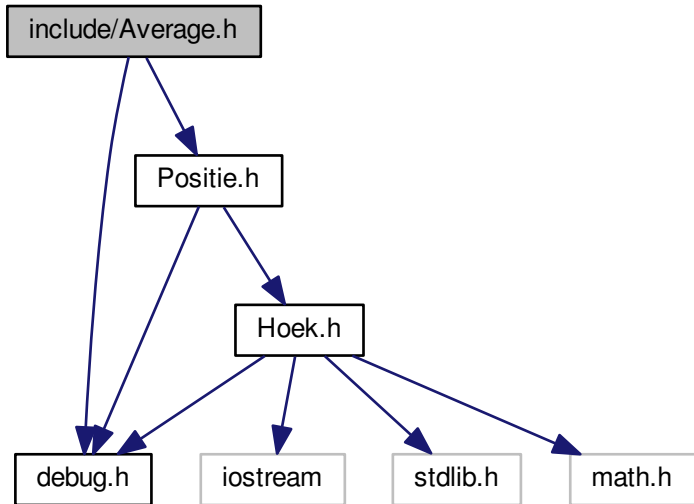 include/Average.h
Positie.h
Hoek.h
debug.h
iostream
stdlib.h
math.h